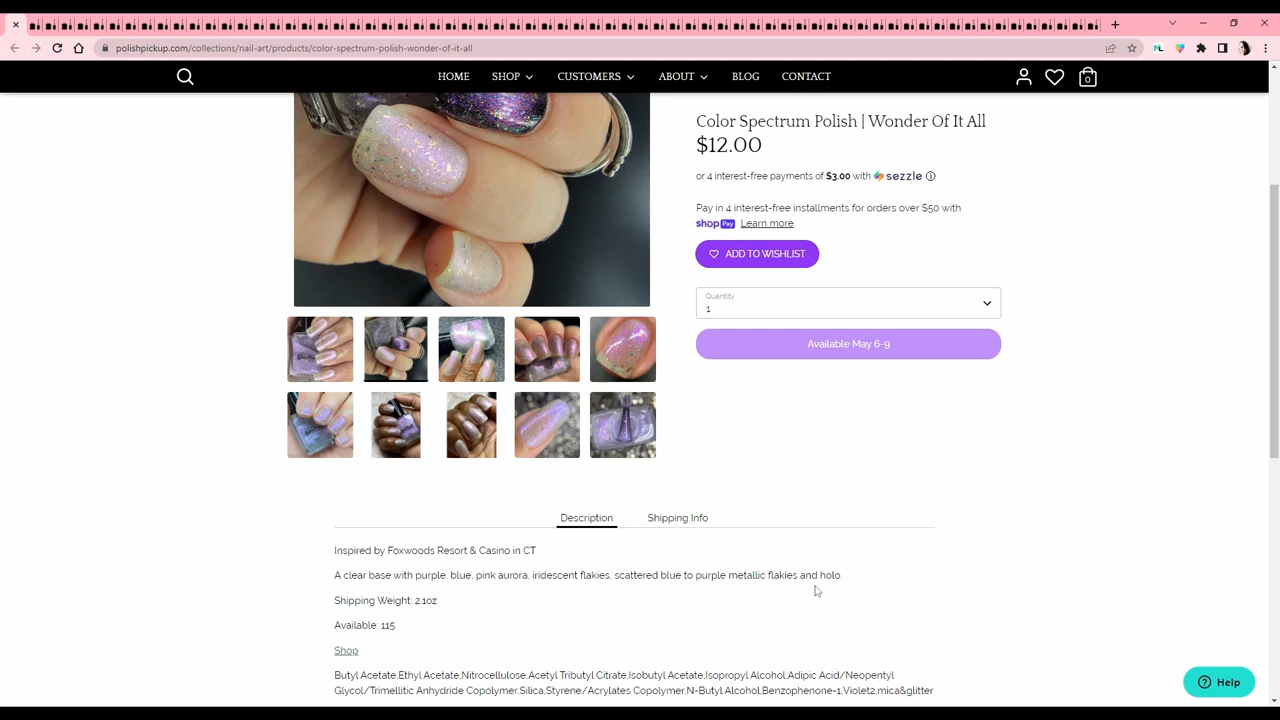 polishpickup.com/collections/nail-art/products/color-spectrum-polish-wonder-of-it-all
HOME SHOP CUSTOMERS ABOUT BLOG CONTACT
0
Color Spectrum Polish | Wonder Of It All
$12.00
or 4 interest-free payments of $3.00 with sezzle
Pay in 4 interest-free installments for orders over $50 with
shop Pay Learn more
ADD TO WISHLIST
Quantity
1
Available May 6-9
Description Shipping Info
Inspired by Foxwoods Resort & Casino in CT
A clear base with purple, blue, pink aurora, iridescent flakies, scattered blue to purple metallic flakies and holo.
Shipping Weight: 2.1oz
Available: 115
Shop
Butyl Acetate,Ethyl Acetate,Nitrocellulose,Acetyl Tributyl Citrate,Isobutyl Acetate,Isopropyl Alcohol,Adipic Acid/Neopentyl
Glycol/Trimellitic Anhydride Copolymer,Silica,Styrene/Acrylates Copolymer,N-Butyl Alcohol,Benzophenone-1,Violet2,mica&glitter
Help